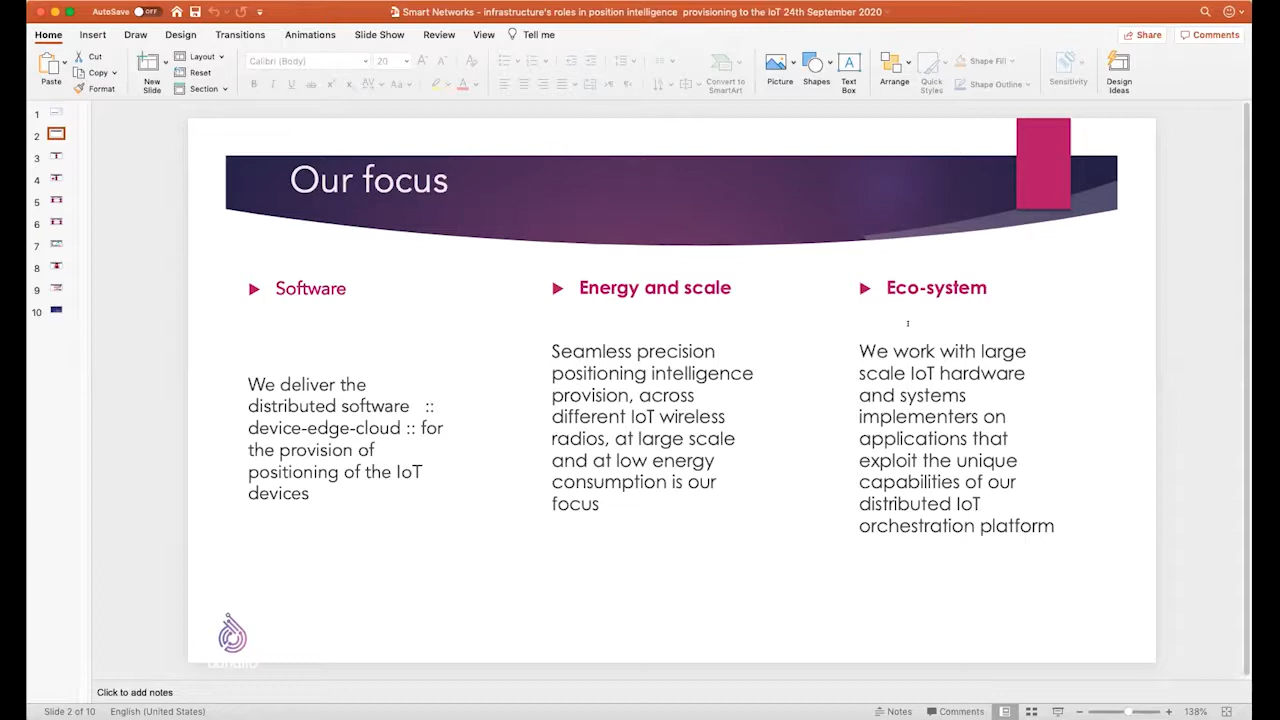 AutoSave OFF
Smart Networks - infrastructure's roles in position intelligence provisioning to the IoT 24th September 2020
Home Insert Draw Design Transitions Animations Slide Show Review View Tell me Share Comments
Paste
Cut
Copy
Format
New
Slide
Layout
Reset
Section
Calibri (Body) 20
Convert to
SmartArt
Picture
Shapes
Text
Box
Arrange
Quick
Styles
Shape Fill
Shape Outline
Sensitivity
Design
Ideas
1
2
3
4
5
6
7
8
9
10
Our focus
Software
We deliver the
distributed software ::
device-edge-cloud :: for
the provision of
positioning of the IoT
devices
Energy and scale
Seamless precision
positioning intelligence
provision, across
different IoT wireless
radios, at large scale
and at low energy
consumption is our
focus
Eco-system
We work with large
scale IoT hardware
and systems
implementers on
applications that
exploit the unique
capabilities of our
distributed IoT
orchestration platform
Click to add notes
Slide 2 of 10 English (United States) Notes Comments 138%